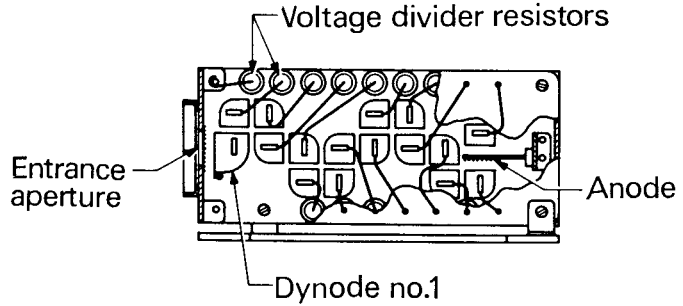 Voltage divider resistors
Entrance
aperture
Anode
Dynode no.1